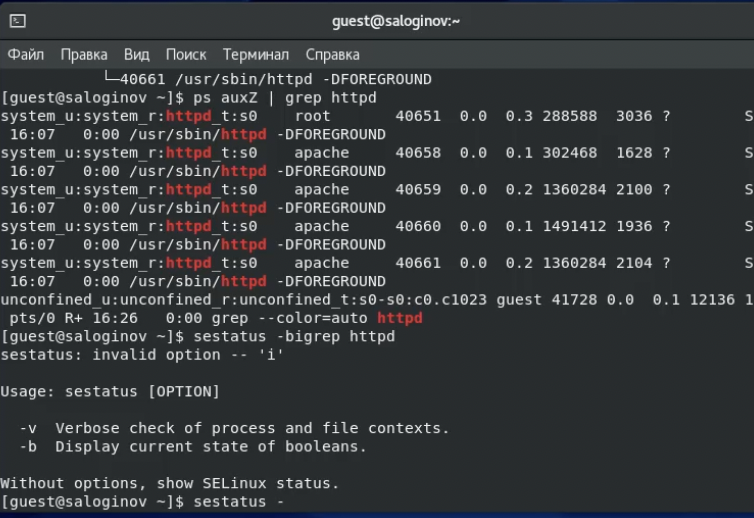 guest@saloginov:~
Файл Правка Вид Поиск Терминал Справка
└─40661 /usr/sbin/httpd -DFOREGROUND
[guest@saloginov ~]$ ps auxZ | grep httpd
system_u:system_r:httpd_t:s0    root       40651  0.0  0.3 288588  3036 ?        S
 16:07   0:00 /usr/sbin/httpd -DFOREGROUND
system_u:system_r:httpd_t:s0    apache     40658  0.0  0.1 302468  1628 ?        S
 16:07   0:00 /usr/sbin/httpd -DFOREGROUND
system_u:system_r:httpd_t:s0    apache     40659  0.0  0.2 1360284 2100 ?        S
 16:07   0:00 /usr/sbin/httpd -DFOREGROUND
system_u:system_r:httpd_t:s0    apache     40660  0.0  0.1 1491412 1936 ?        S
 16:07   0:00 /usr/sbin/httpd -DFOREGROUND
system_u:system_r:httpd_t:s0    apache     40661  0.0  0.2 1360284 2104 ?        S
 16:07   0:00 /usr/sbin/httpd -DFOREGROUND
unconfined_u:unconfined_r:unconfined_t:s0-s0:c0.c1023 guest 41728 0.0  0.1 12136 1
 pts/0 R+ 16:26   0:00 grep --color=auto httpd
[guest@saloginov ~]$ sestatus -bigrep httpd
sestatus: invalid option -- 'i'
Usage: sestatus [OPTION]
  -v  Verbose check of process and file contexts.
  -b  Display current state of booleans.
Without options, show SELinux status.
[guest@saloginov ~]$ sestatus -